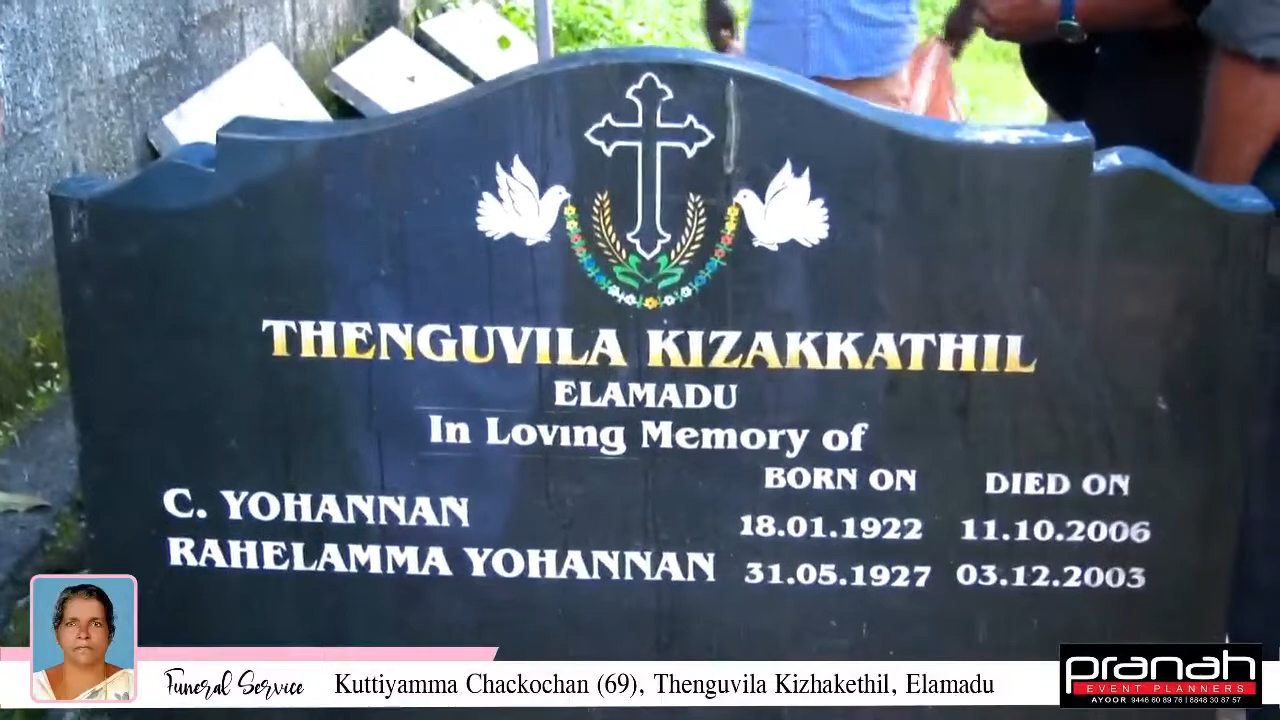 THENGUVILA KIZAKKATHIL
ELAMADU
In Loving Memory of
BORN ON DIED ON
C. YOHANNAN 18.01.1922 11.10.2006
RAHELAMMA YOHANNAN 31.05.1927 03.12.2003
Funeral Service Kuttiyamma Chackochan (69), Thenguvila Kizhakethil, Elamadu
pranah
EVENT PLANNERS
AYOOR 9446 60 89 76 | 8848 30 87 57